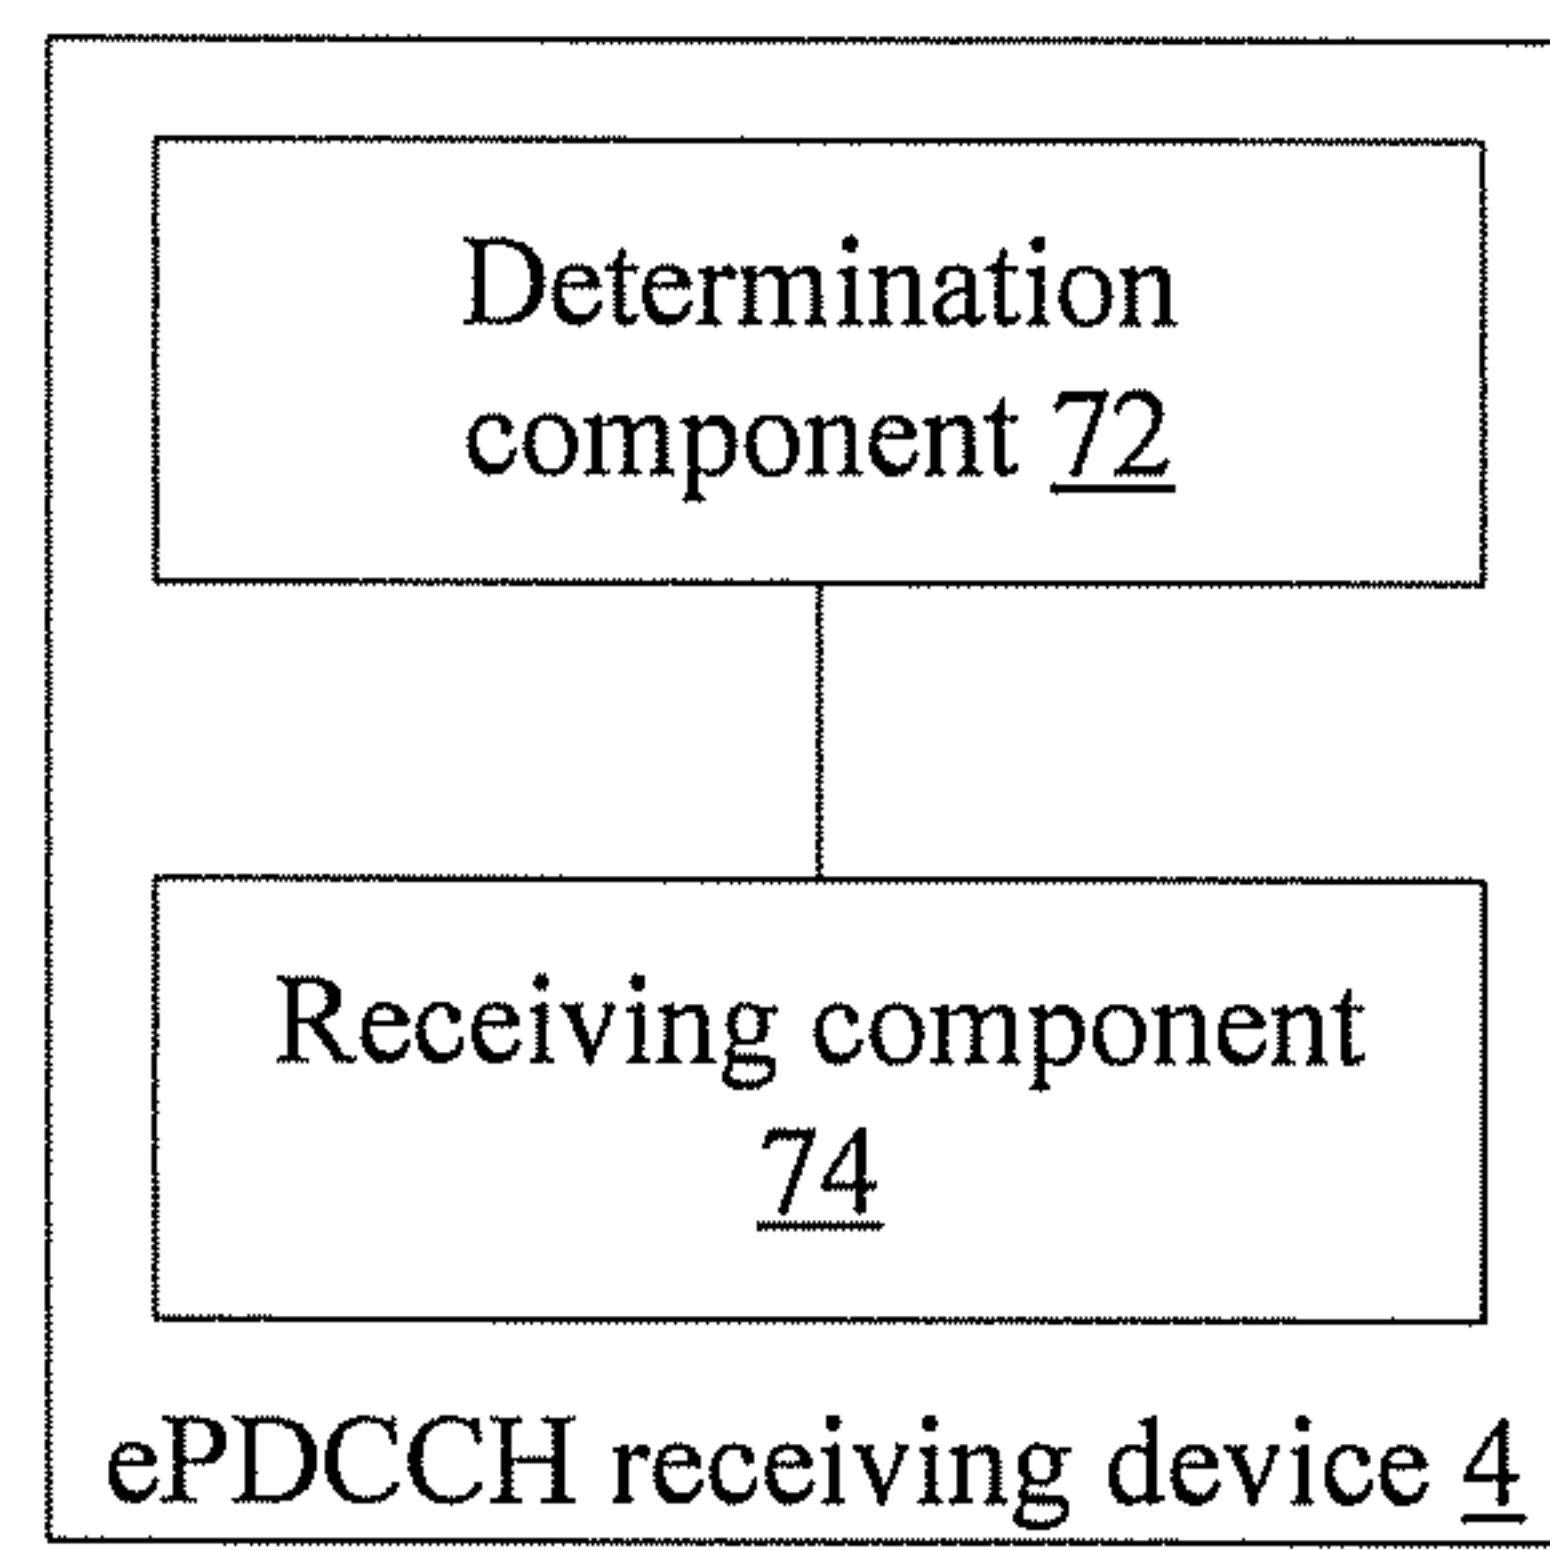 Determination
component 72
Receiving component
74
ePDCCH receiving device 4